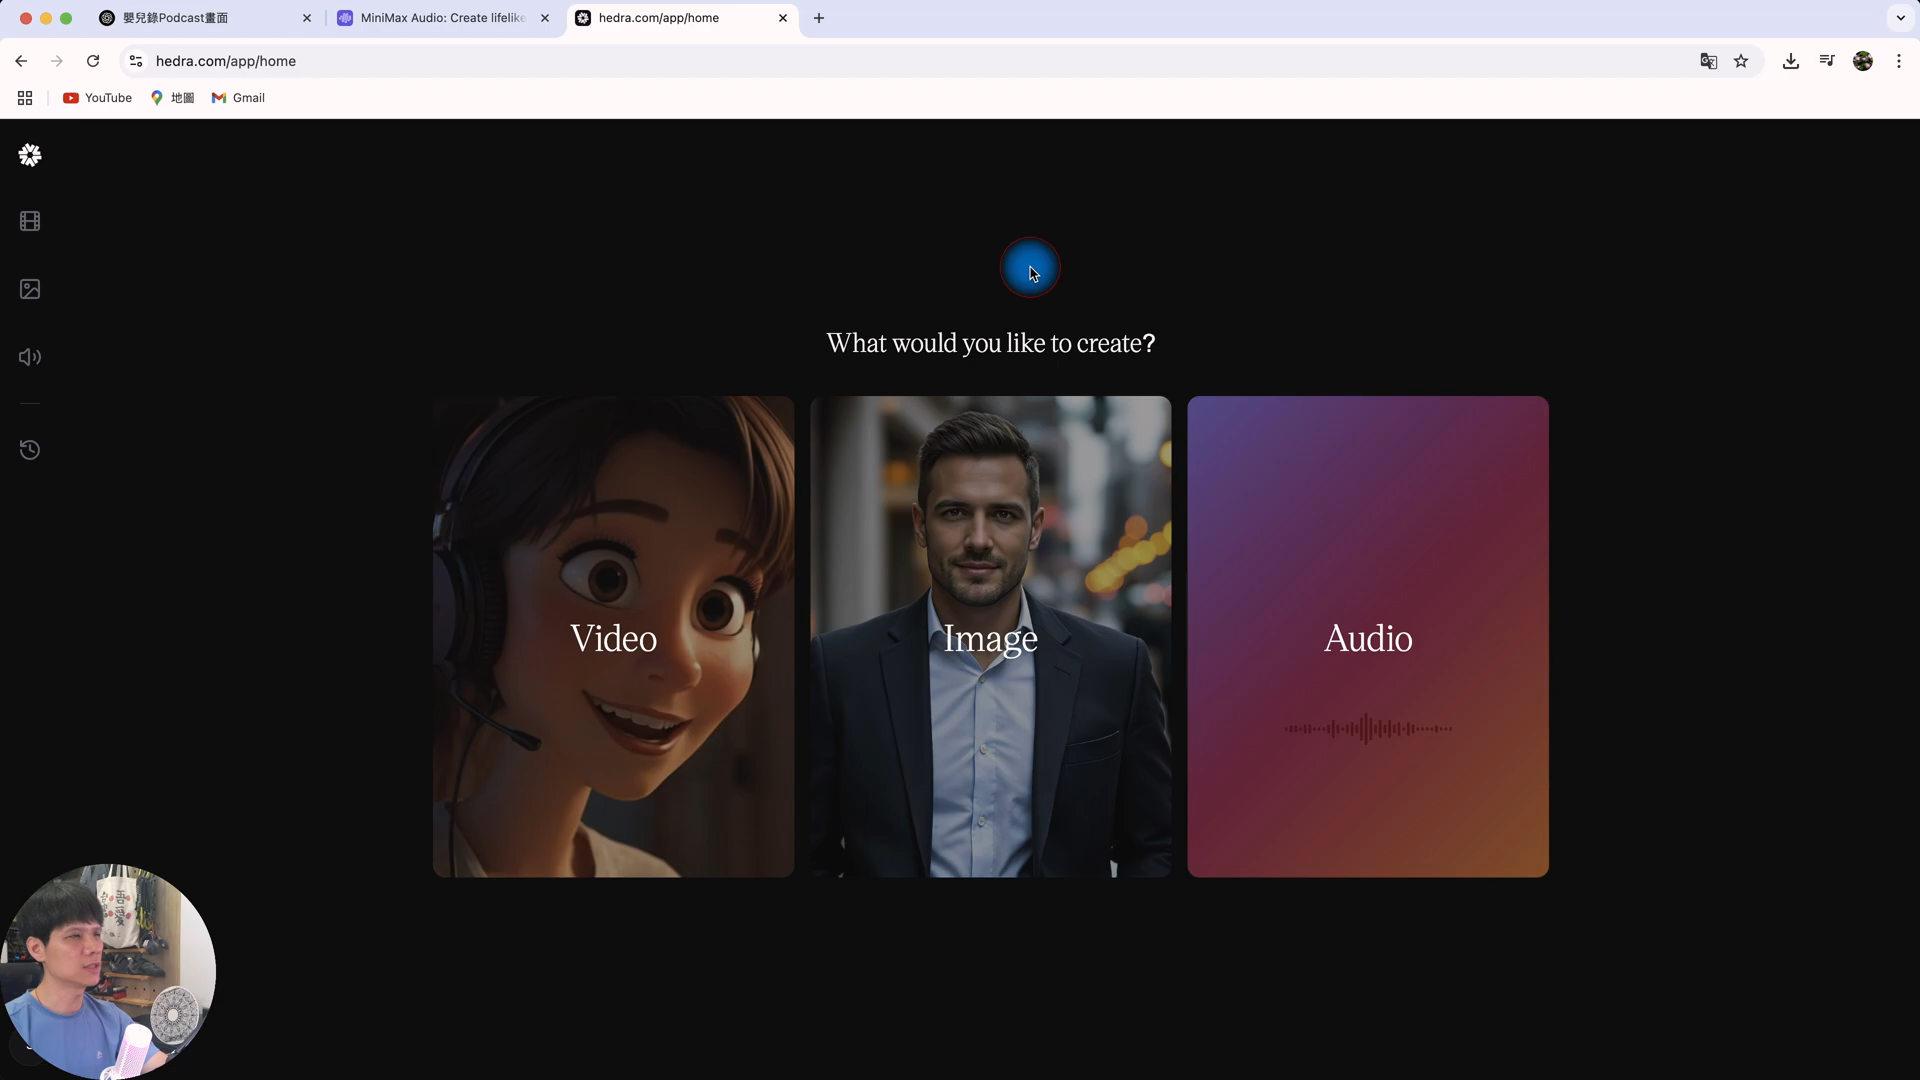 嬰兒錄Podcast畫面
MiniMax Audio: Create lifelike
hedra.com/app/home
hedra.com/app/home
YouTube
地圖
Gmail
What would you like to create?
Video
Image
Audio